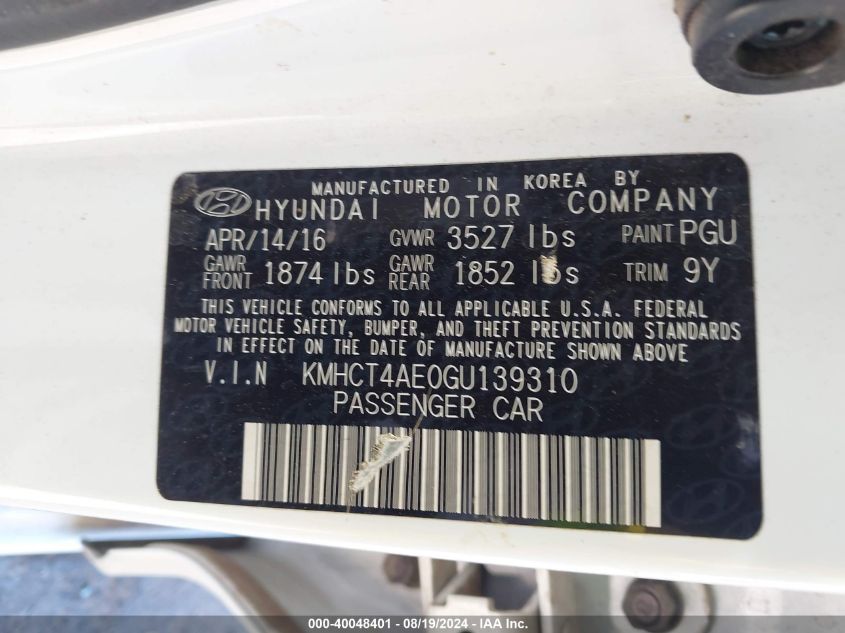 MANUFACTURED IN KOREA BY
HYUNDAI MOTOR COMPANY
APR/14/16 GVWR 3527 lbs PAINT PGU
GAWR FRONT 1874 lbs GAWR REAR 1852 lbs TRIM 9Y
THIS VEHICLE CONFORMS TO ALL APPLICABLE U.S.A. FEDERAL
MOTOR VEHICLE SAFETY, BUMPER, AND THEFT PREVENTION STANDARDS
IN EFFECT ON THE DATE OF MANUFACTURE SHOWN ABOVE
V.I.N KMHCT4AE0GU139310
PASSENGER CAR
000-40048401 - 08/19/2024 - IAA Inc.